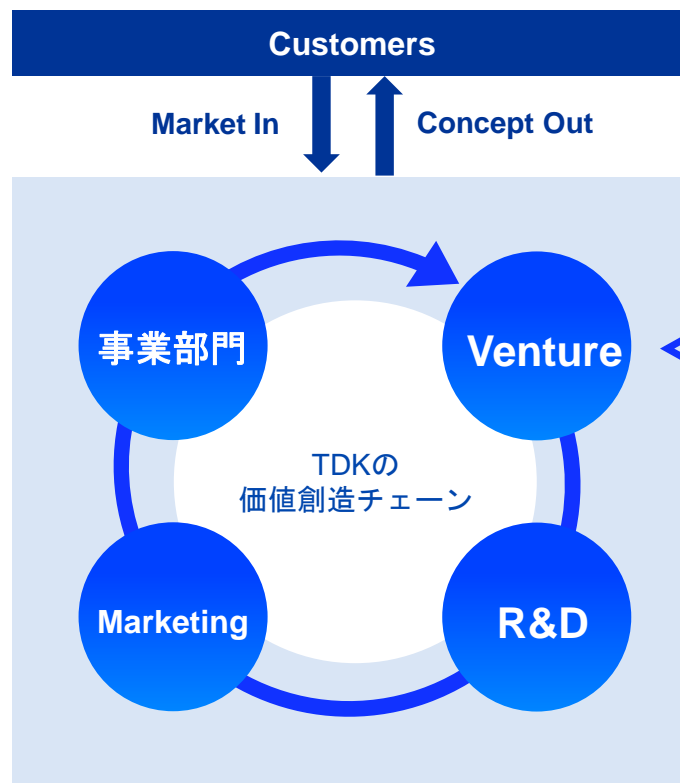 Customers
Market In
Concept Out
事業部門
Venture
TDKの
価値創造チェーン
Marketing
R&D